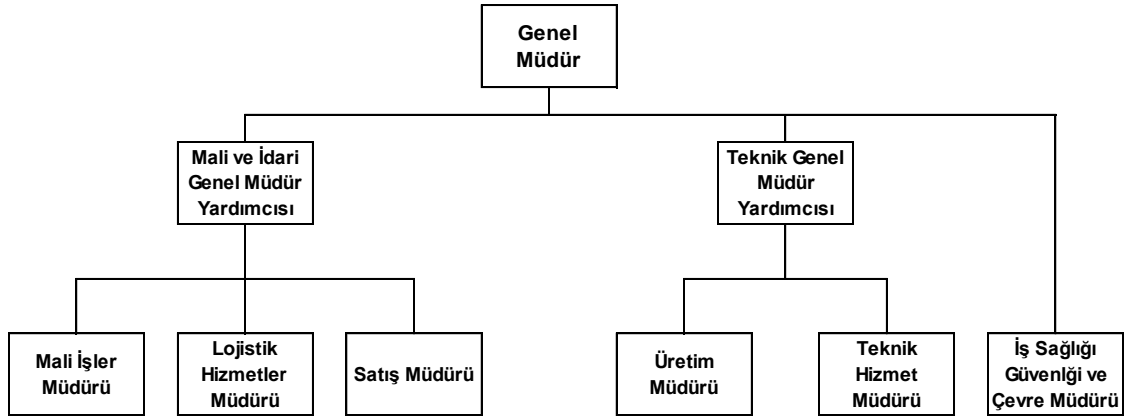 Genel
Müdür
Mali ve İdari
Genel Müdür
Yardımcısı
Teknik Genel
Müdür
Yardımcısı
Mali İşler
Müdürü
Lojistik
Hizmetler
Müdürü
Satış Müdürü
Üretim
Müdürü
Teknik
Hizmet
Müdürü
İş Sağlığı
Güvenlği ve
Çevre Müdürü